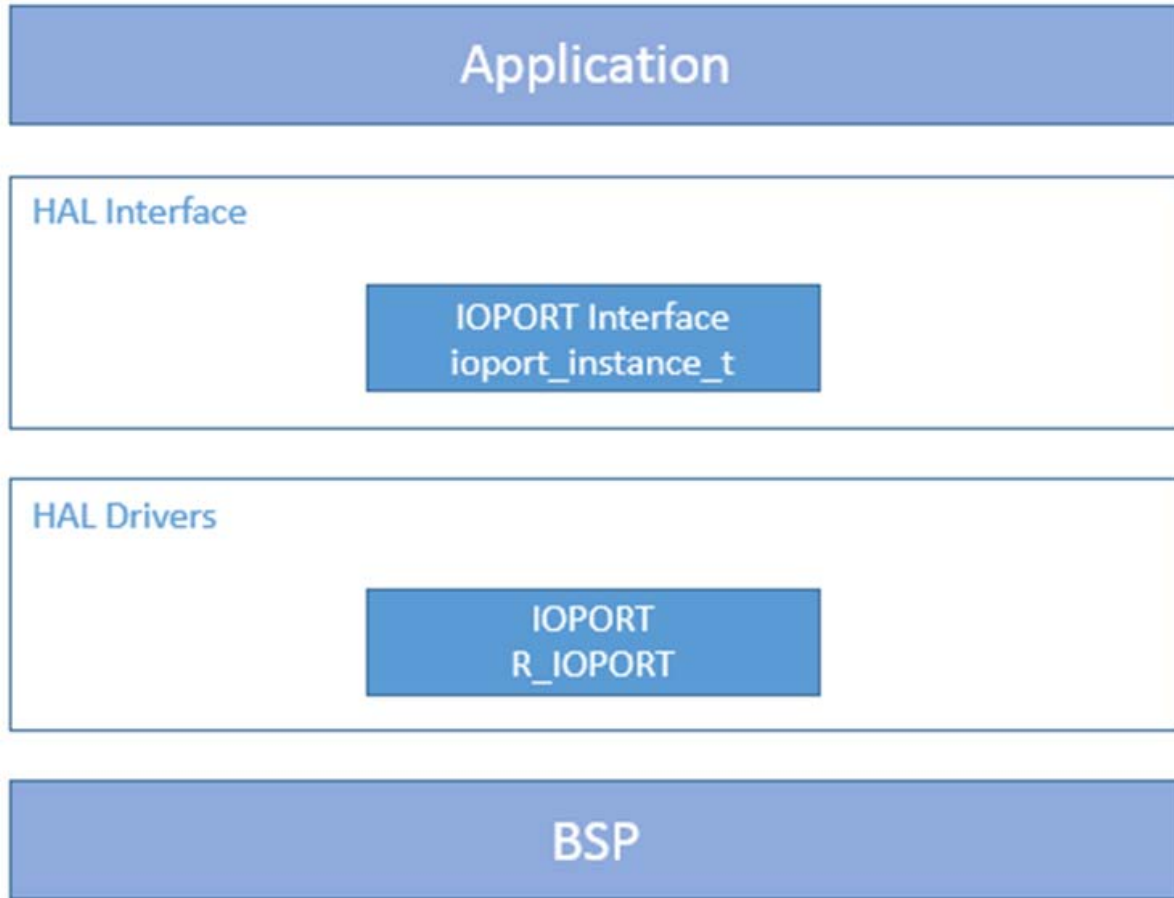 Application
HAL Interface
IOPORT Interface
ioport_instance_t
HAL Drivers
IOPORT
R_IOPORT
BSP